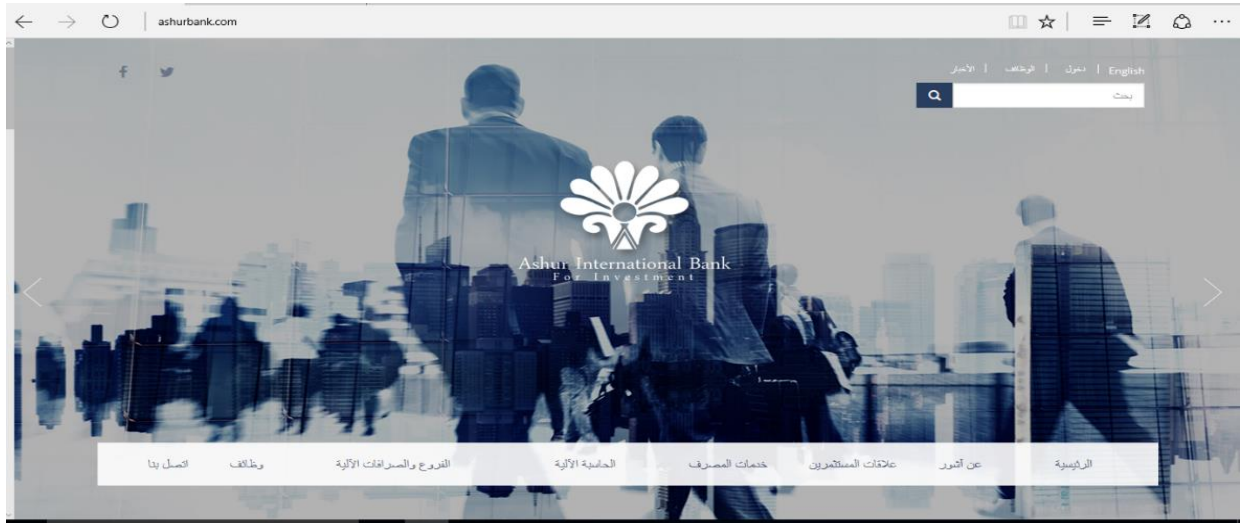 ashurbank.com
English | دخول | الوظائف | الأخبار
بحث
Ashur International Bank
For Investment
الرئيسية عن آشور علاقات المستثمرين خدمات المصرف الحاسبة الآلية الفروع والصرافات الآلية وظائف اتصل بنا